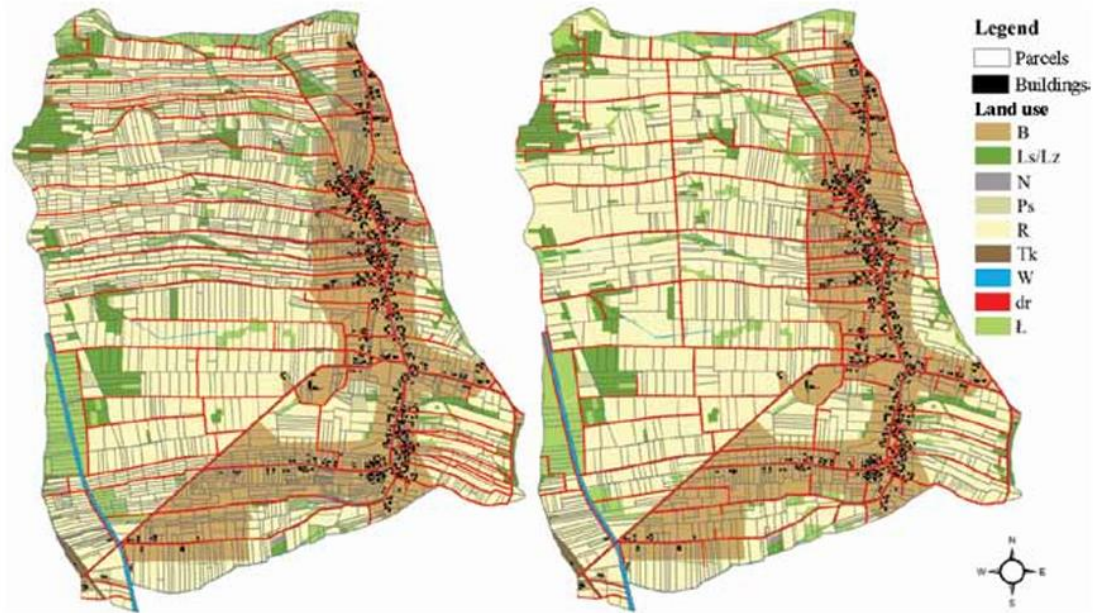 Legend
Parcels
Buildings
Land use
B
Ls/Lz
N
Ps
R
Tk
W
dr
Ł
N
W E
S